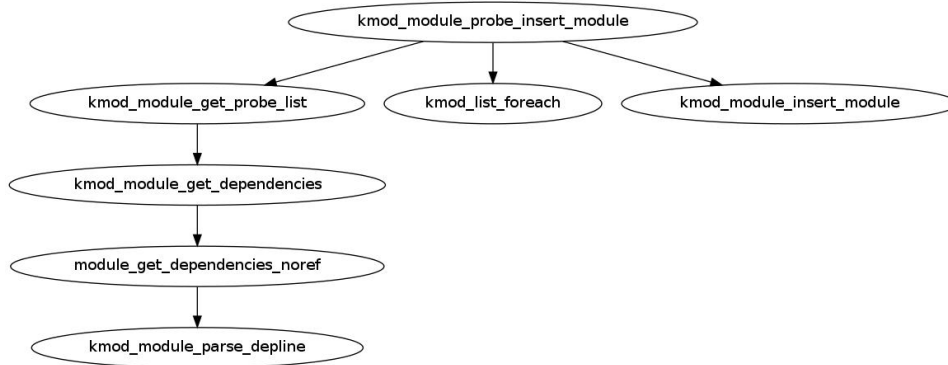 kmod_module_probe_insert_module
kmod_module_get_probe_list
kmod_list_foreach
kmod_module_insert_module
kmod_module_get_dependencies
module_get_dependencies_noref
kmod_module_parse_depline